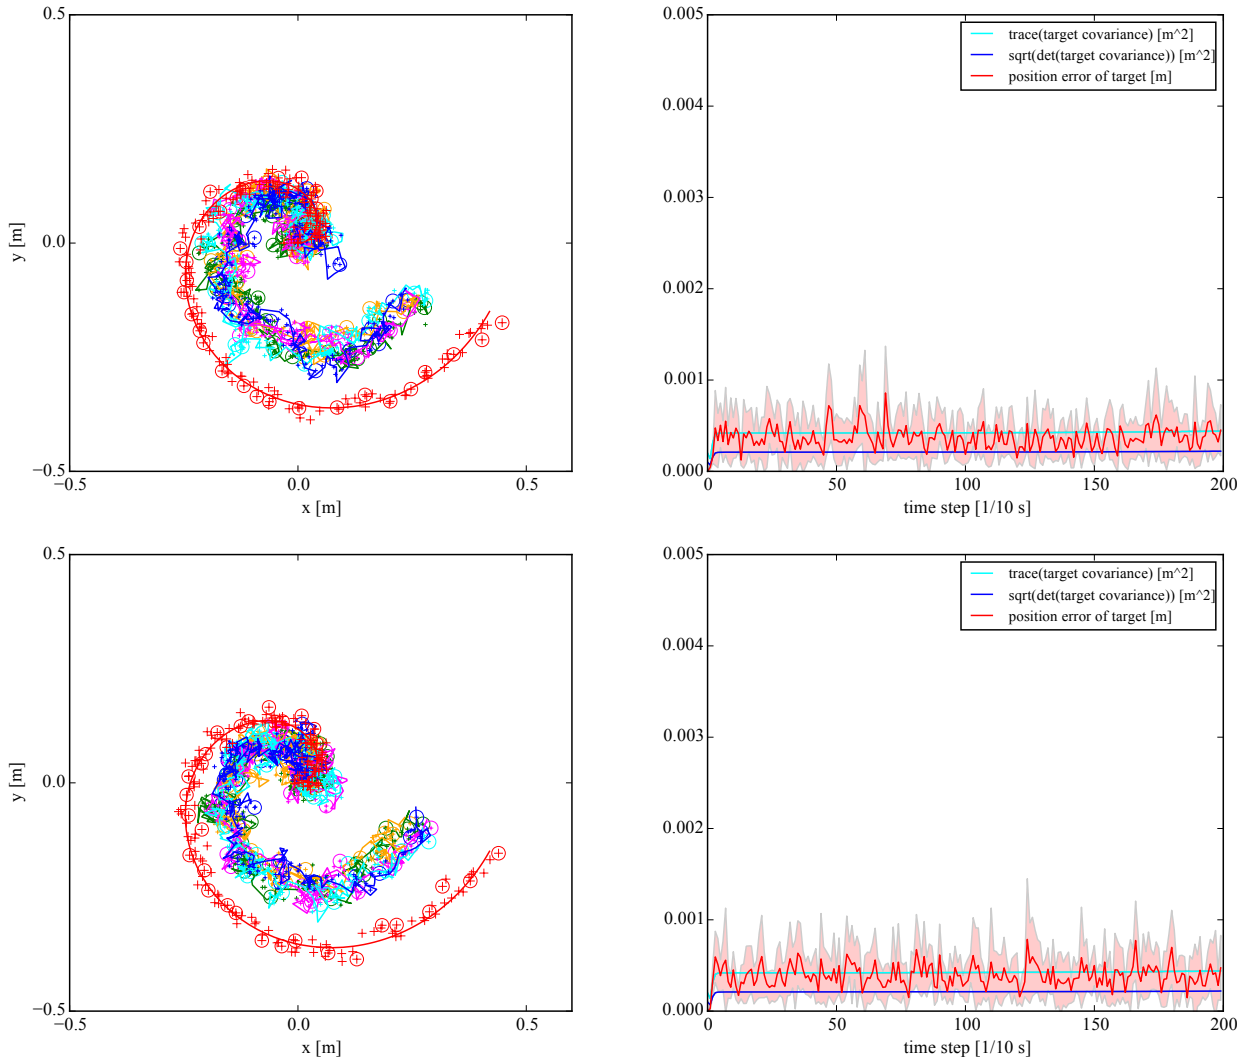 0.5
0.0
−0.5
−0.5
0.0
0.5
x [m]
y [m]
0.005
0.004
0.003
0.002
0.001
0.000
0
50
100
150
200
time step [1/10 s]
trace(target covariance) [m^2]
sqrt(det(target covariance)) [m^2]
position error of target [m]
0.5
0.0
−0.5
−0.5
0.0
0.5
x [m]
y [m]
0.005
0.004
0.003
0.002
0.001
0.000
0
50
100
150
200
time step [1/10 s]
trace(target covariance) [m^2]
sqrt(det(target covariance)) [m^2]
position error of target [m]